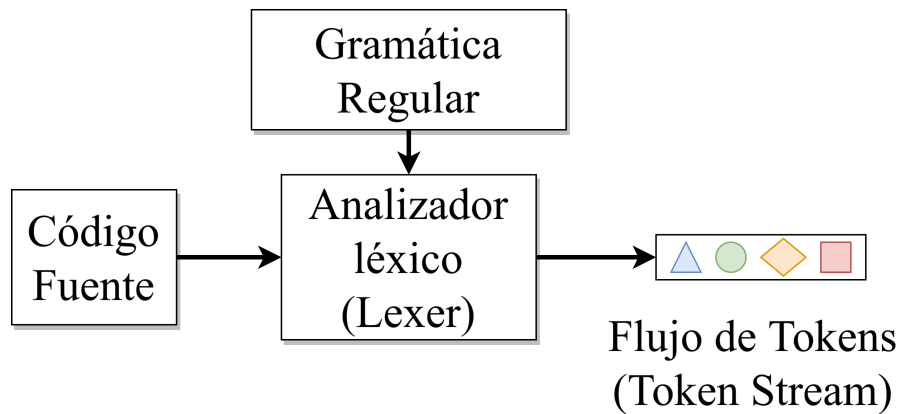 Gramática
Regular
Código
Fuente
Analizador
léxico
(Lexer)
Flujo de Tokens
(Token Stream)